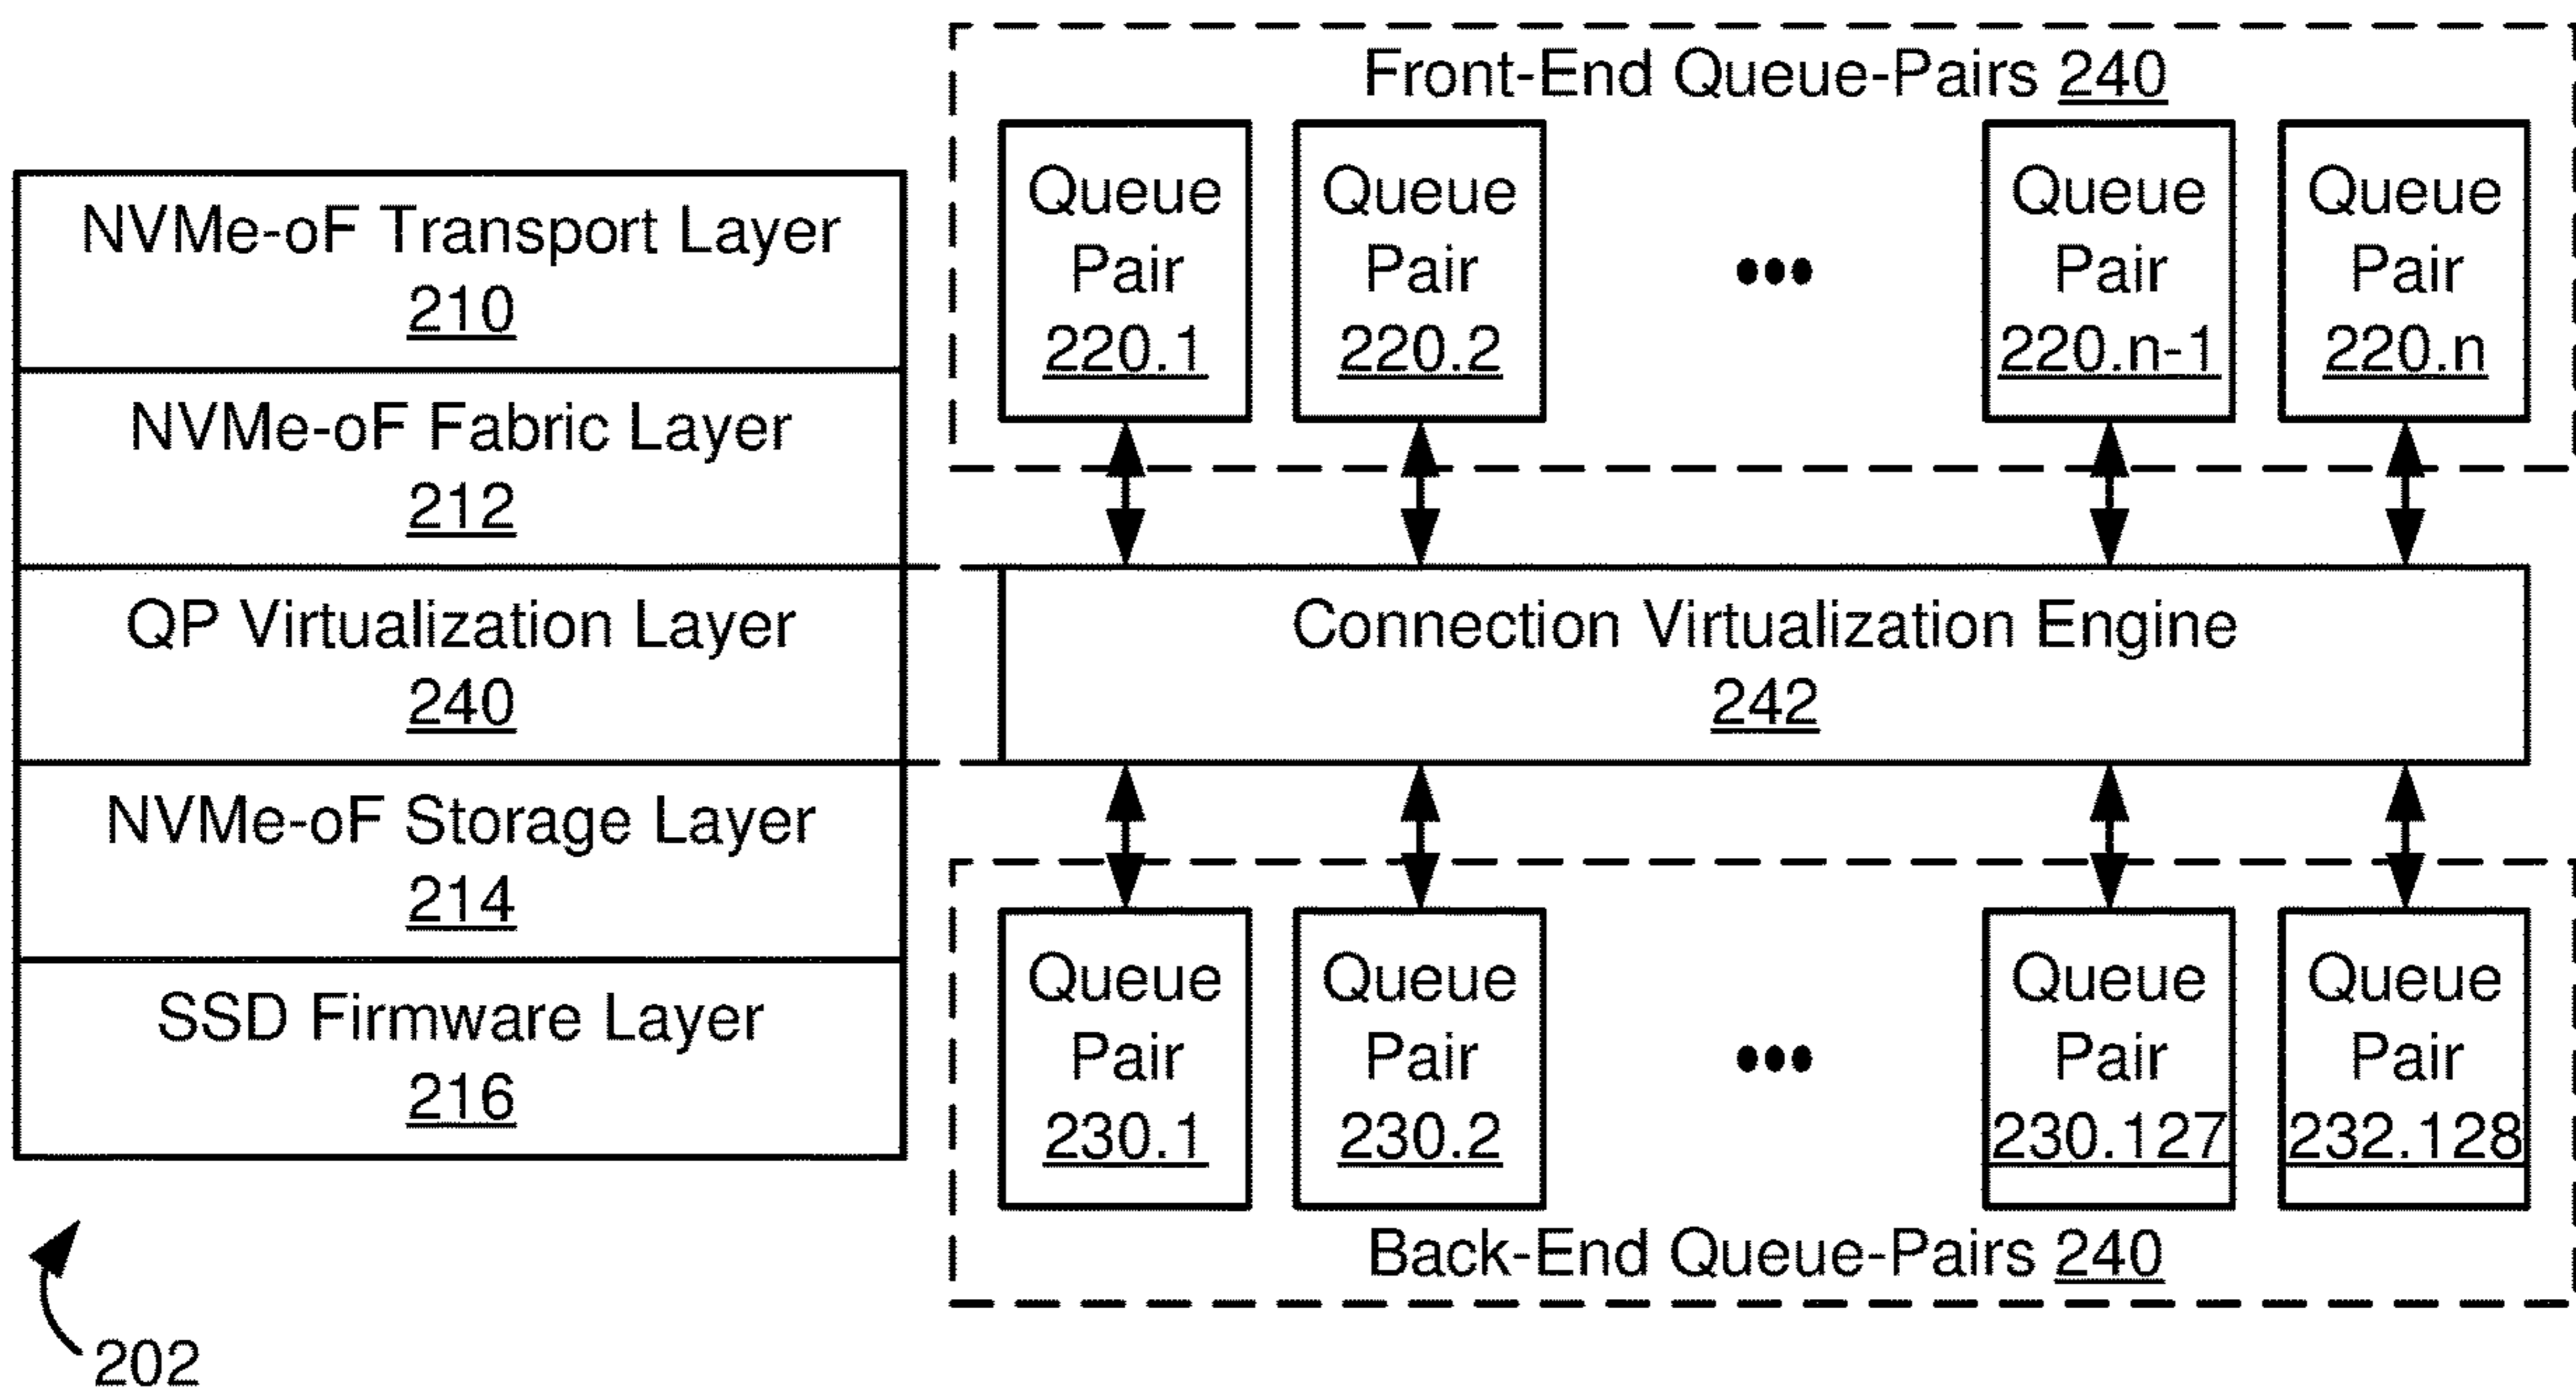 NVMe-oF Transport Layer
210
NVMe-oF Fabric Layer
212
QP Virtualization Layer
240
NVMe-oF Storage Layer
214
SSD Firmware Layer
216
202
Front-End Queue-Pairs 240
Queue
Pair
220.1
Queue
Pair
220.2
•••
Queue
Pair
220.n-1
Queue
Pair
220.n
Connection Virtualization Engine
242
Queue
Pair
230.1
Queue
Pair
230.2
•••
Queue
Pair
230.127
Queue
Pair
232.128
Back-End Queue-Pairs 240